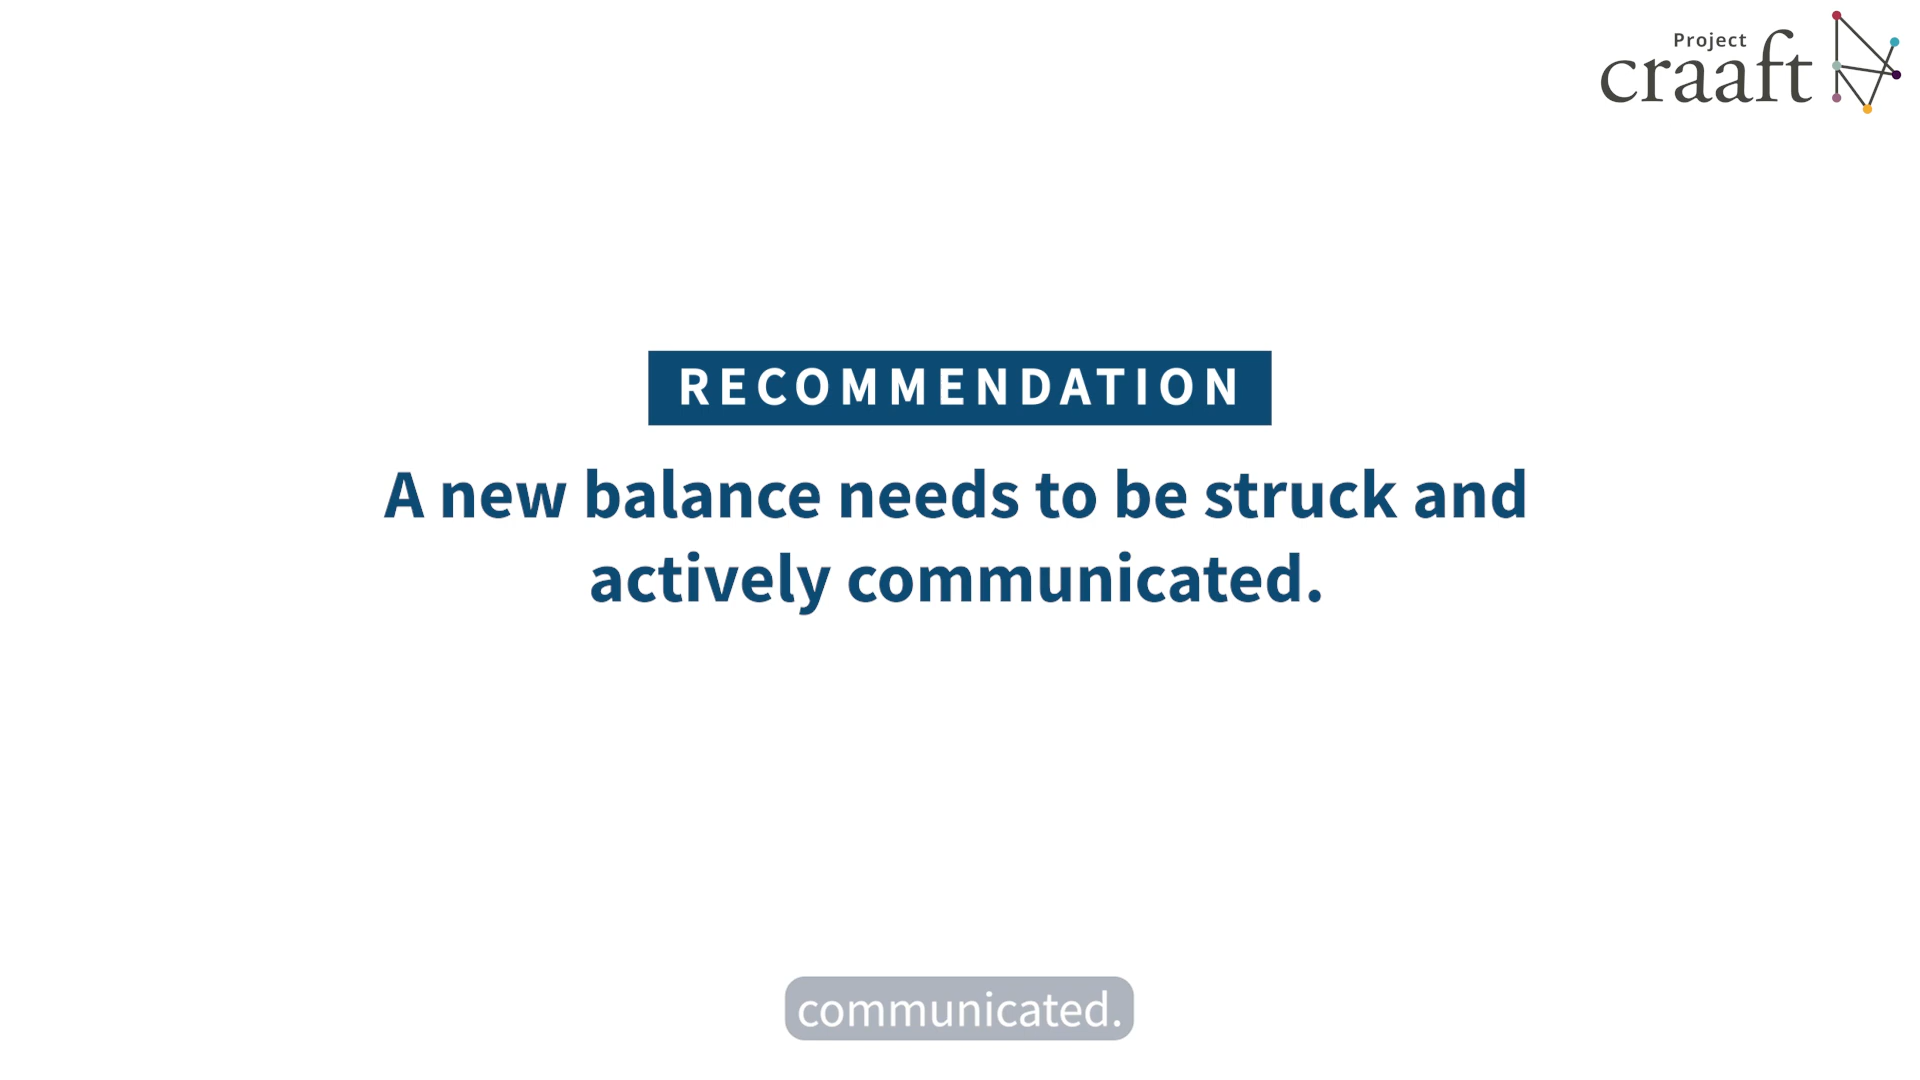 Project
craaft
RECOMMENDATION
A new balance needs to be struck and
actively communicated.
communicated.